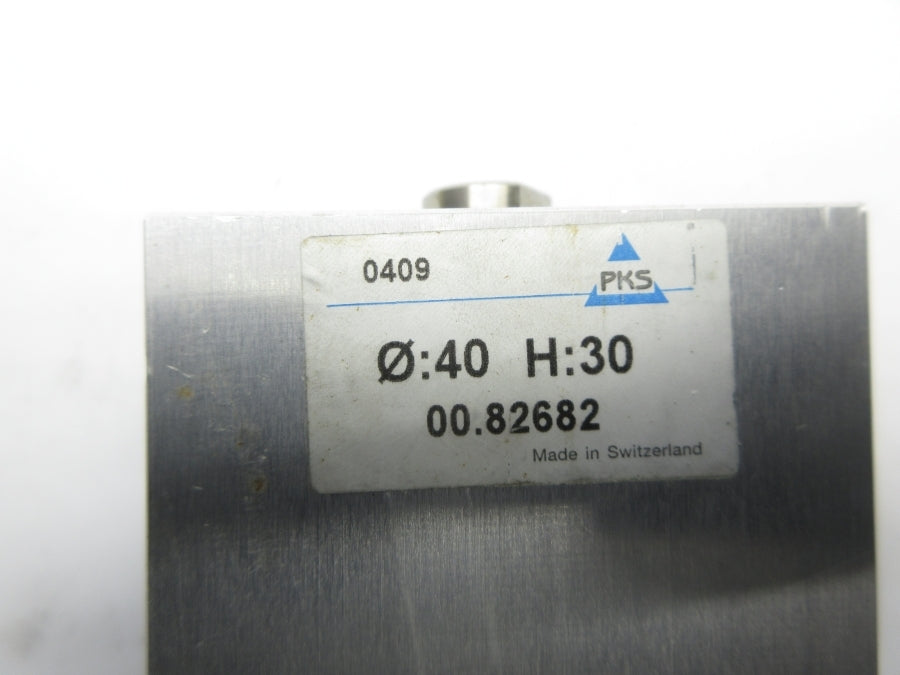 0409
PKS
Ø:40 H:30
00.82682
Made in Switzerland